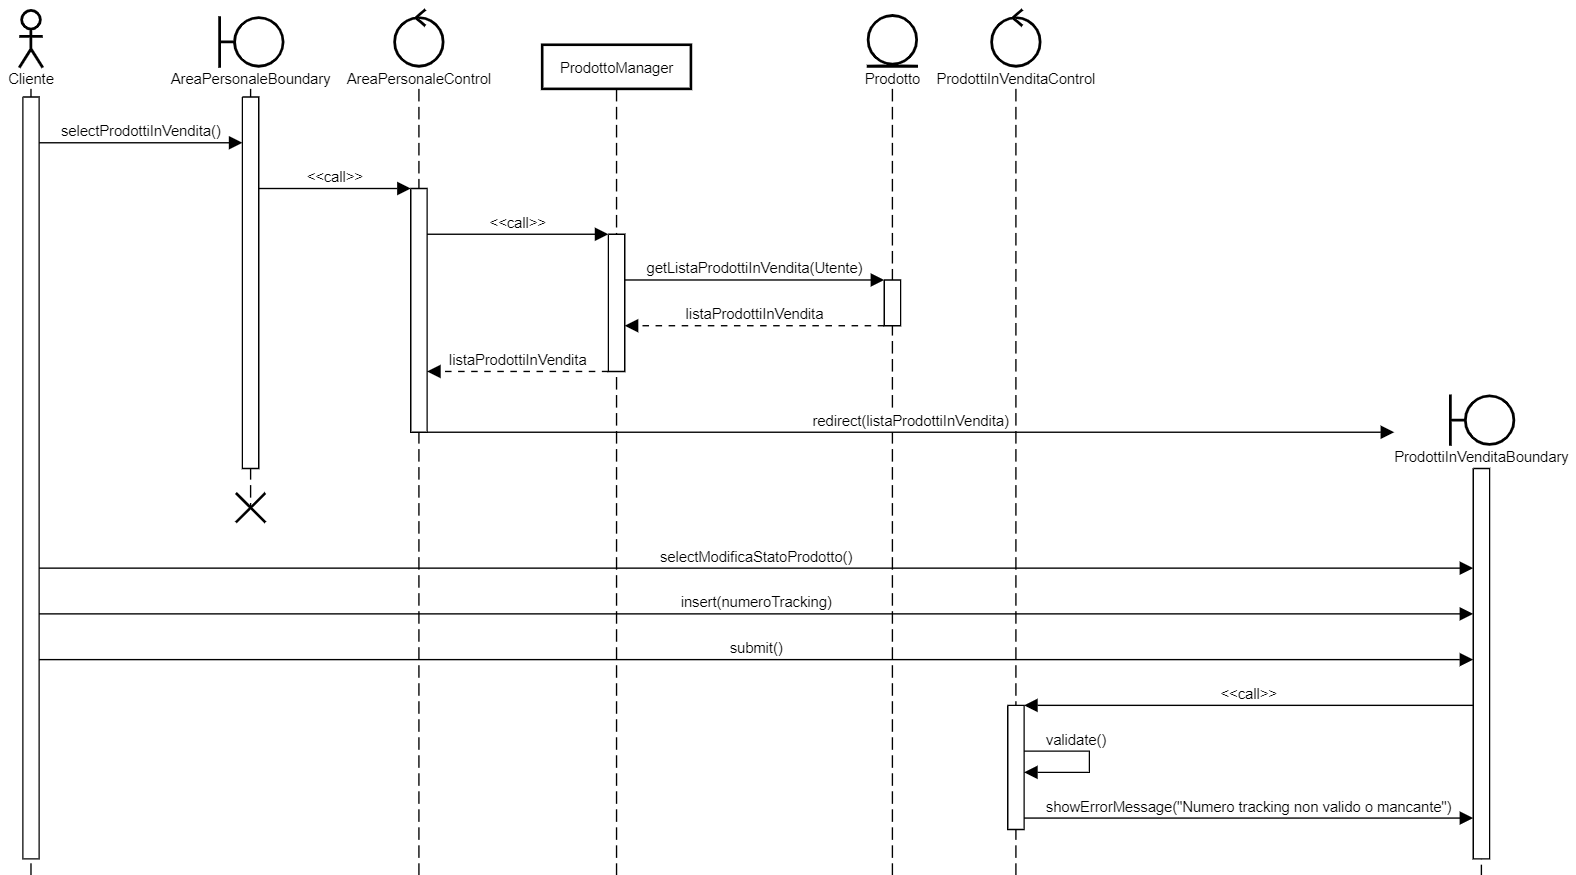 Cliente
AreaPersonaleBoundary
AreaPersonaleControl
ProdottoManager
Prodotto
ProdottiInVenditaControl
selectProdottiInVendita()
<<call>>
<<call>>
getListaProdottiInVendita(Utente)
listaProdottiInVendita
listaProdottiInVendita
redirect(listaProdottiInVendita)
ProdottiInVenditaBoundary
selectModificaStatoProdotto()
insert(numeroTracking)
submit()
<<call>>
validate()
showErrorMessage("Numero tracking non valido o mancante")